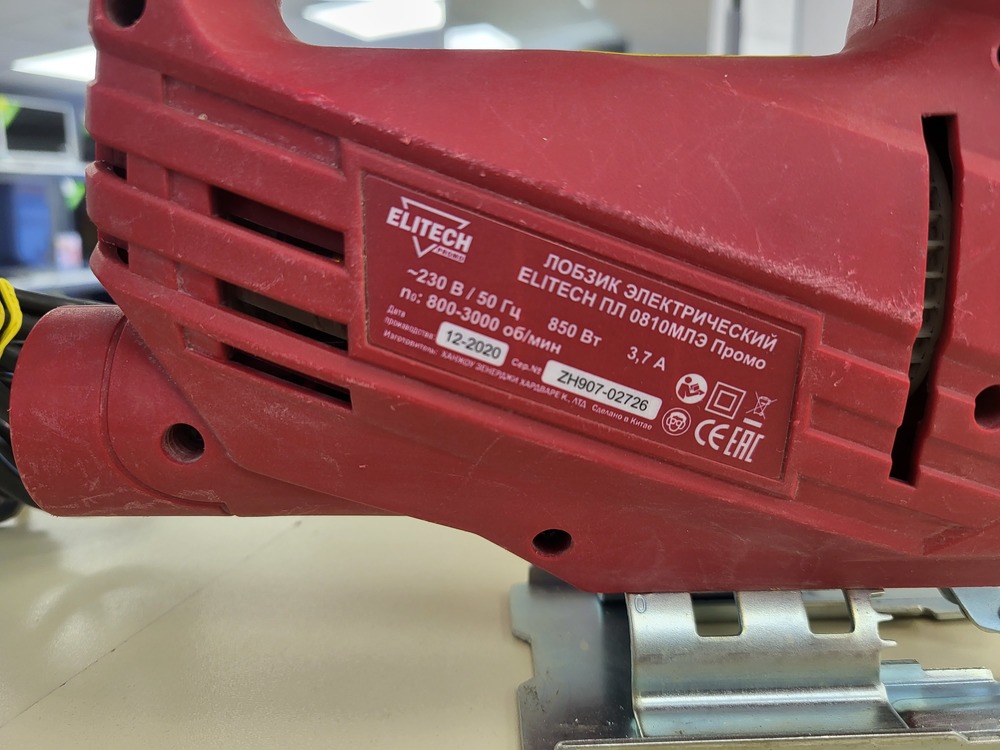 ELITECH
PROMO
ЛОБЗИК ЭЛЕКТРИЧЕСКИЙ
ELITECH ПЛ 0810МЛЭ Промо
~230 В / 50 Гц 850 Вт 3,7 А
n₀: 800-3000 об/мин
Дата
производства: 12-2020 Сер.№ ZH907-02726
Изготовитель: ХАНЖОУ ЗЕНЕРДЖИ ХАРДВАРЕ К., ЛТД Сделано в Китае
CE EAC